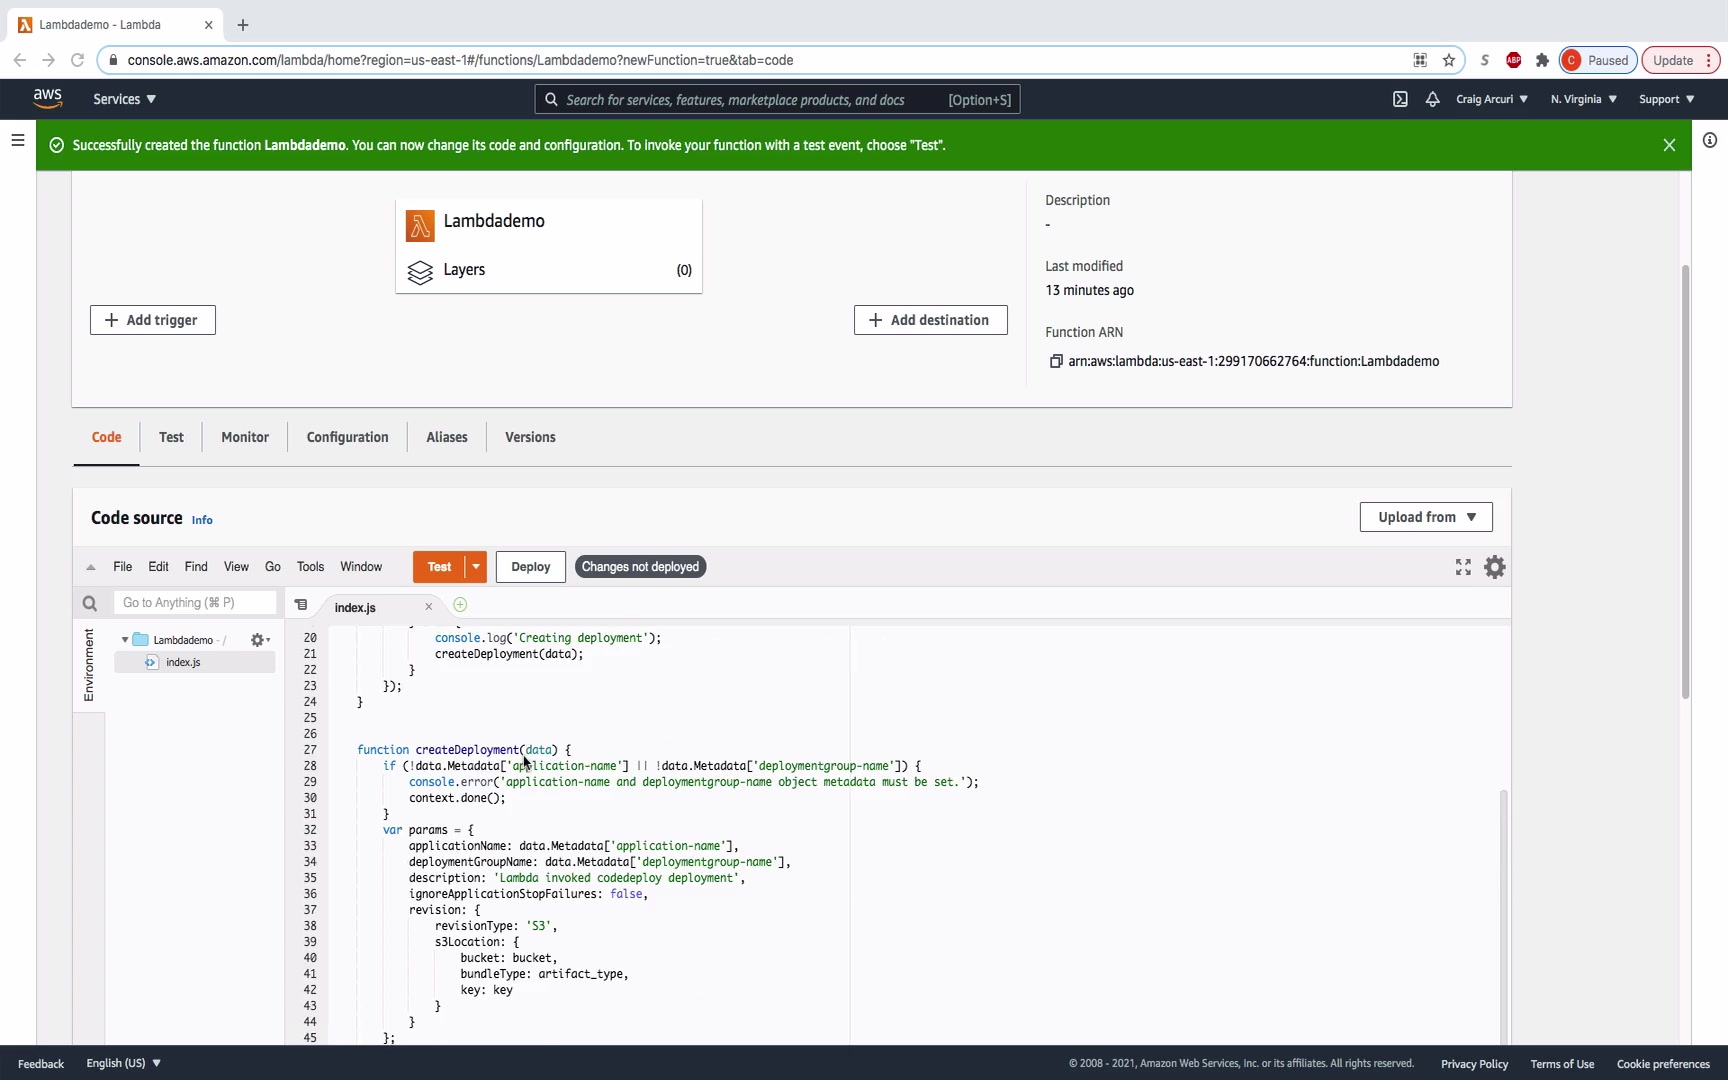 Lambdademo - Lambda
console.aws.amazon.com/lambda/home?region=us-east-1#/functions/Lambdademo?newFunction=true&tab=code
S
ABP
C Paused
Update
aws
Services
Search for services, features, marketplace products, and docs
[Option+S]
Craig Arcuri
N. Virginia
Support
Successfully created the function Lambdademo. You can now change its code and configuration. To invoke your function with a test event, choose "Test".
Lambdademo
Layers
(0)
+ Add trigger
+ Add destination
Description
-
Last modified
13 minutes ago
Function ARN
arn:aws:lambda:us-east-1:299170662764:function:Lambdademo
Code
Test
Monitor
Configuration
Aliases
Versions
Code source Info
Upload from
File Edit Find View Go Tools Window
Test
Deploy
Changes not deployed
Go to Anything (⌘ P)
index.js
Environment
Lambdademo - /
index.js
20 console.log('Creating deployment');
21 createDeployment(data);
22 }
23 });
24 }
25
26
27 function createDeployment(data) {
28 if (!data.Metadata['application-name'] || !data.Metadata['deploymentgroup-name']) {
29 console.error('application-name and deploymentgroup-name object metadata must be set.');
30 context.done();
31 }
32 var params = {
33 applicationName: data.Metadata['application-name'],
34 deploymentGroupName: data.Metadata['deploymentgroup-name'],
35 description: 'Lambda invoked codedeploy deployment',
36 ignoreApplicationStopFailures: false,
37 revision: {
38 revisionType: 'S3',
39 s3Location: {
40 bucket: bucket,
41 bundleType: artifact_type,
42 key: key
43 }
44 }
45 };
Feedback
English (US)
© 2008 - 2021, Amazon Web Services, Inc. or its affiliates. All rights reserved.
Privacy Policy
Terms of Use
Cookie preferences